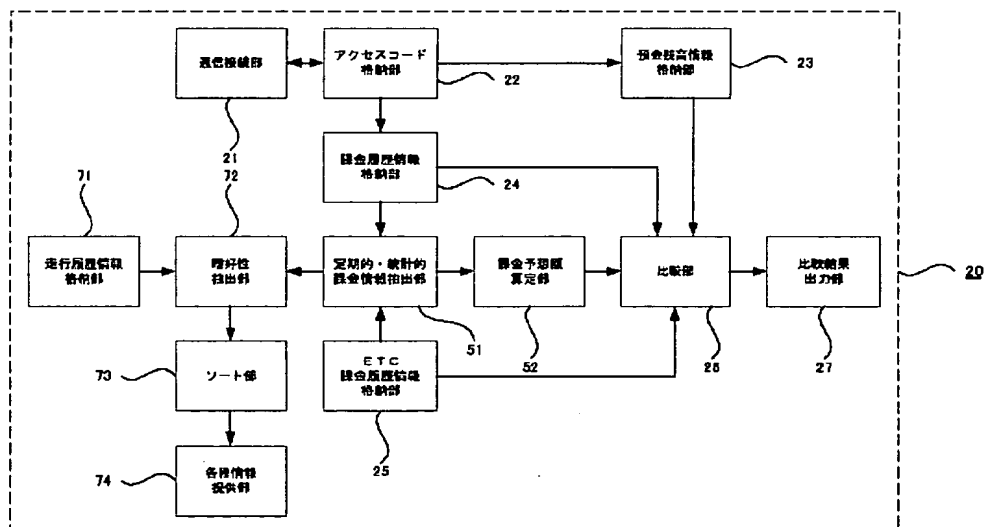 通信接続部
アクセスコード
格納部
預金残高情報
格納部
23
22
21
課金履歴情報
格納部
24
71
72
走行履歴情報
格納部
嗜好性
抽出部
定期的・統計的
課金情報抽出部
課金予想額
算定部
比較部
比較結果
出力部
20
51
52
26
27
73
ソート部
ETC
課金履歴情報
格納部
25
74
各種情報
提供部